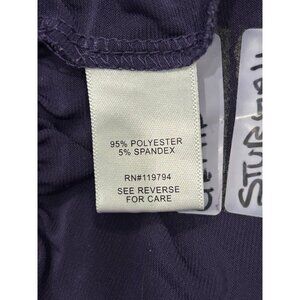 95% POLYESTER
5% SPANDEX
RN#119794
SEE REVERSE
FOR CARE